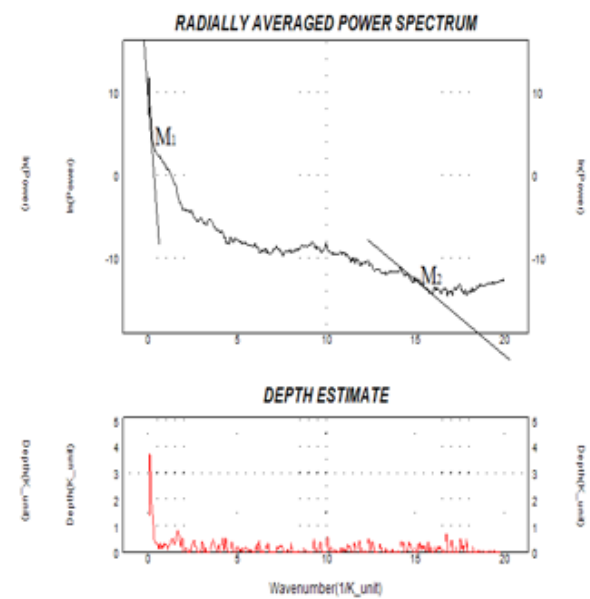 RADIALLY AVERAGED POWER SPECTRUM
10 10
M1
ln(Power) ln(Power) 0 0 ln(Power)
-10 M2 -10
0 5 10 15 20
DEPTH ESTIMATE
5 5
4 4
Depth(K_unit) Depth(K_unit) 3 3 Depth(K_unit)
2 2
1 1
0 0
0 5 10 15 20
Wavenumber(1/K_unit)